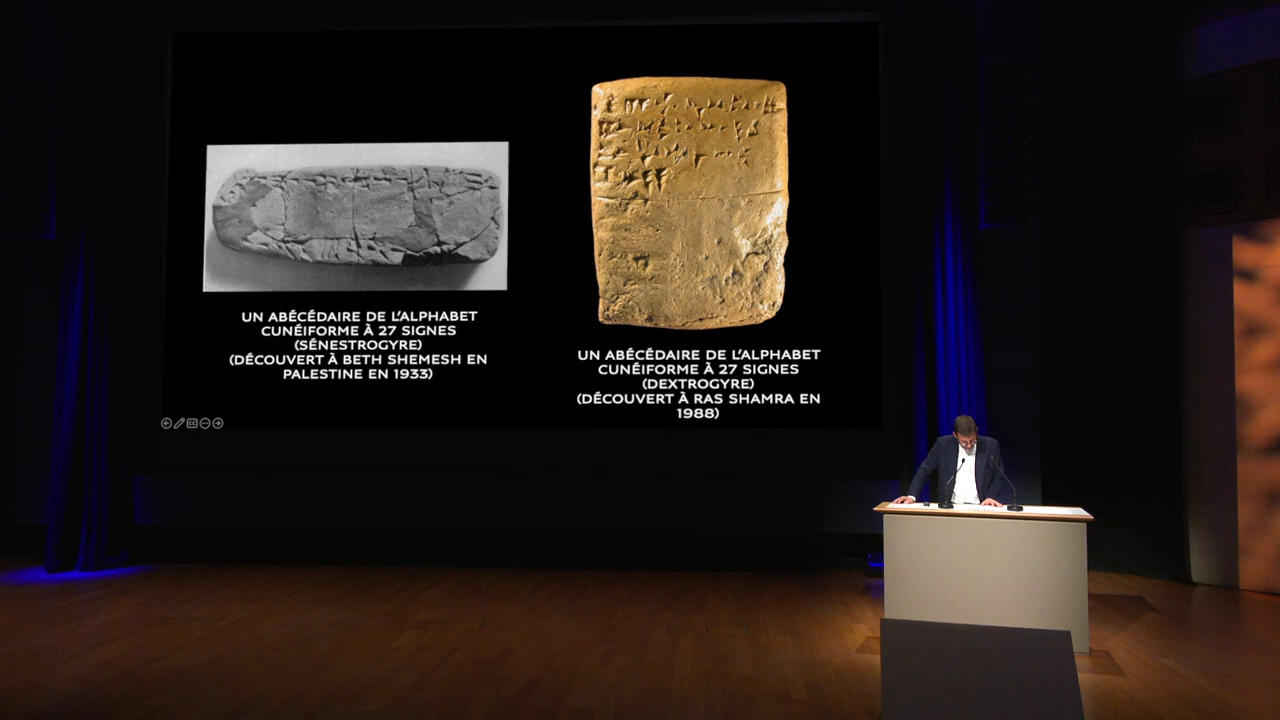 UN ABÉCÉDAIRE DE L'ALPHABET
CUNÉIFORME À 27 SIGNES
(SÉNESTROGYRE)
(DÉCOUVERT À BETH SHEMESH EN
PALESTINE EN 1933)
UN ABÉCÉDAIRE DE L'ALPHABET
CUNÉIFORME À 27 SIGNES
(DEXTROGYRE)
(DÉCOUVERT À RAS SHAMRA EN
1988)